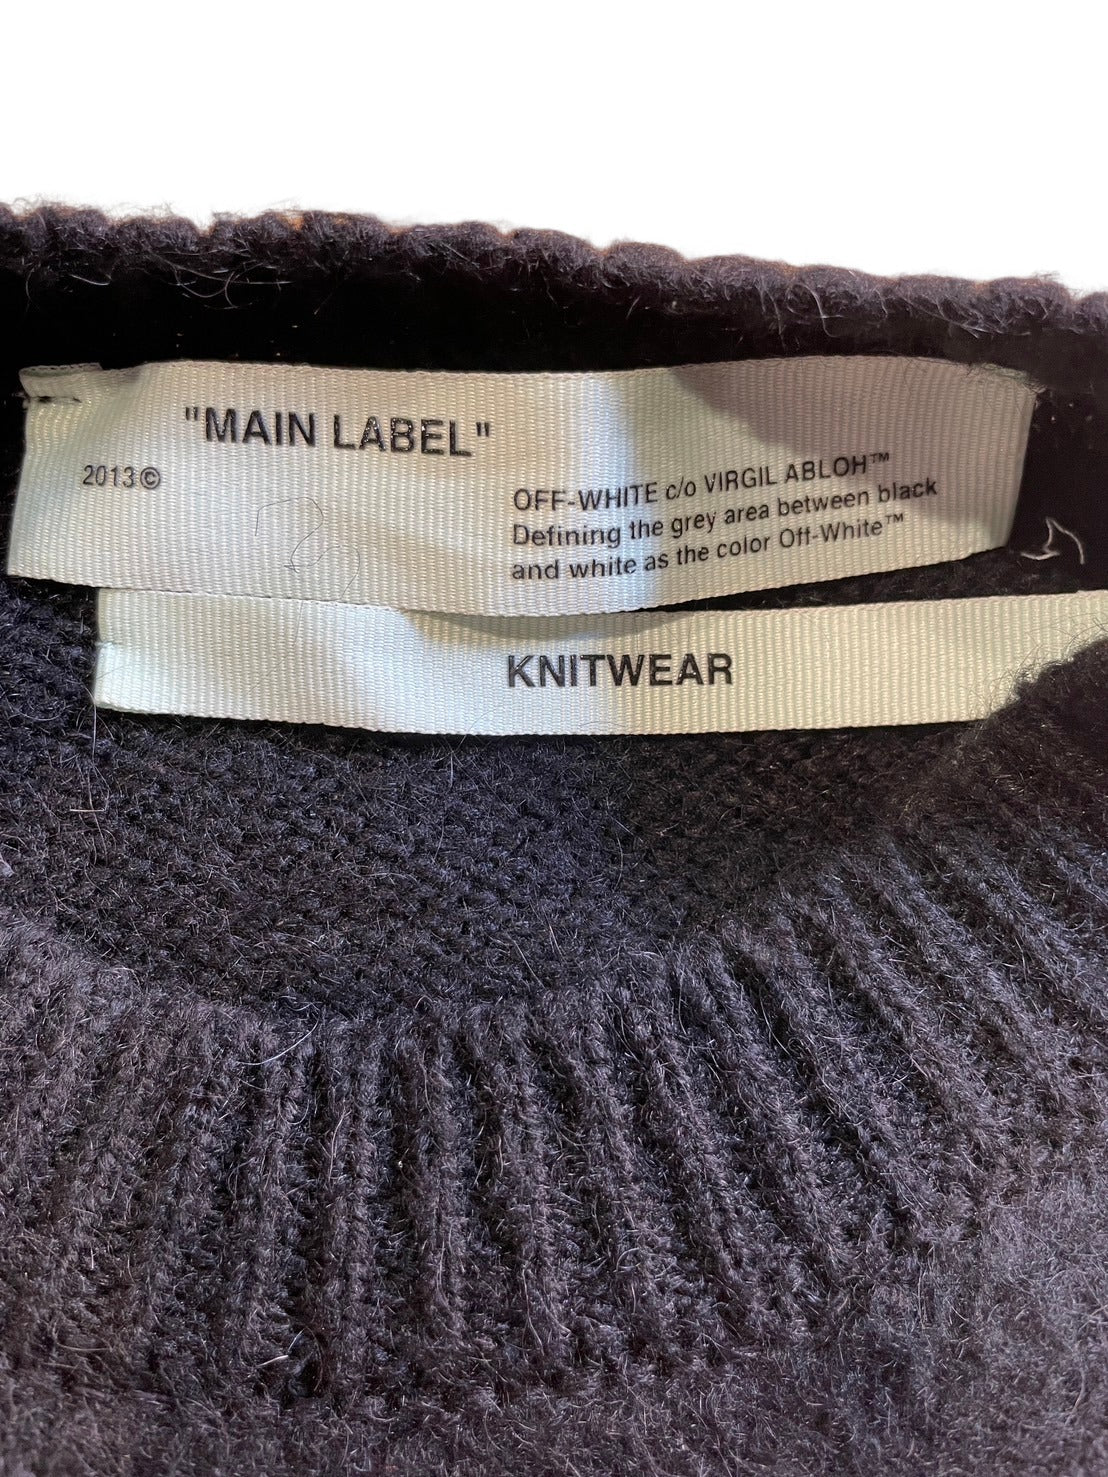 "MAIN LABEL"
2013©
OFF-WHITE c/o VIRGIL ABLOH™
Defining the grey area between black
and white as the color Off-White™
KNITWEAR